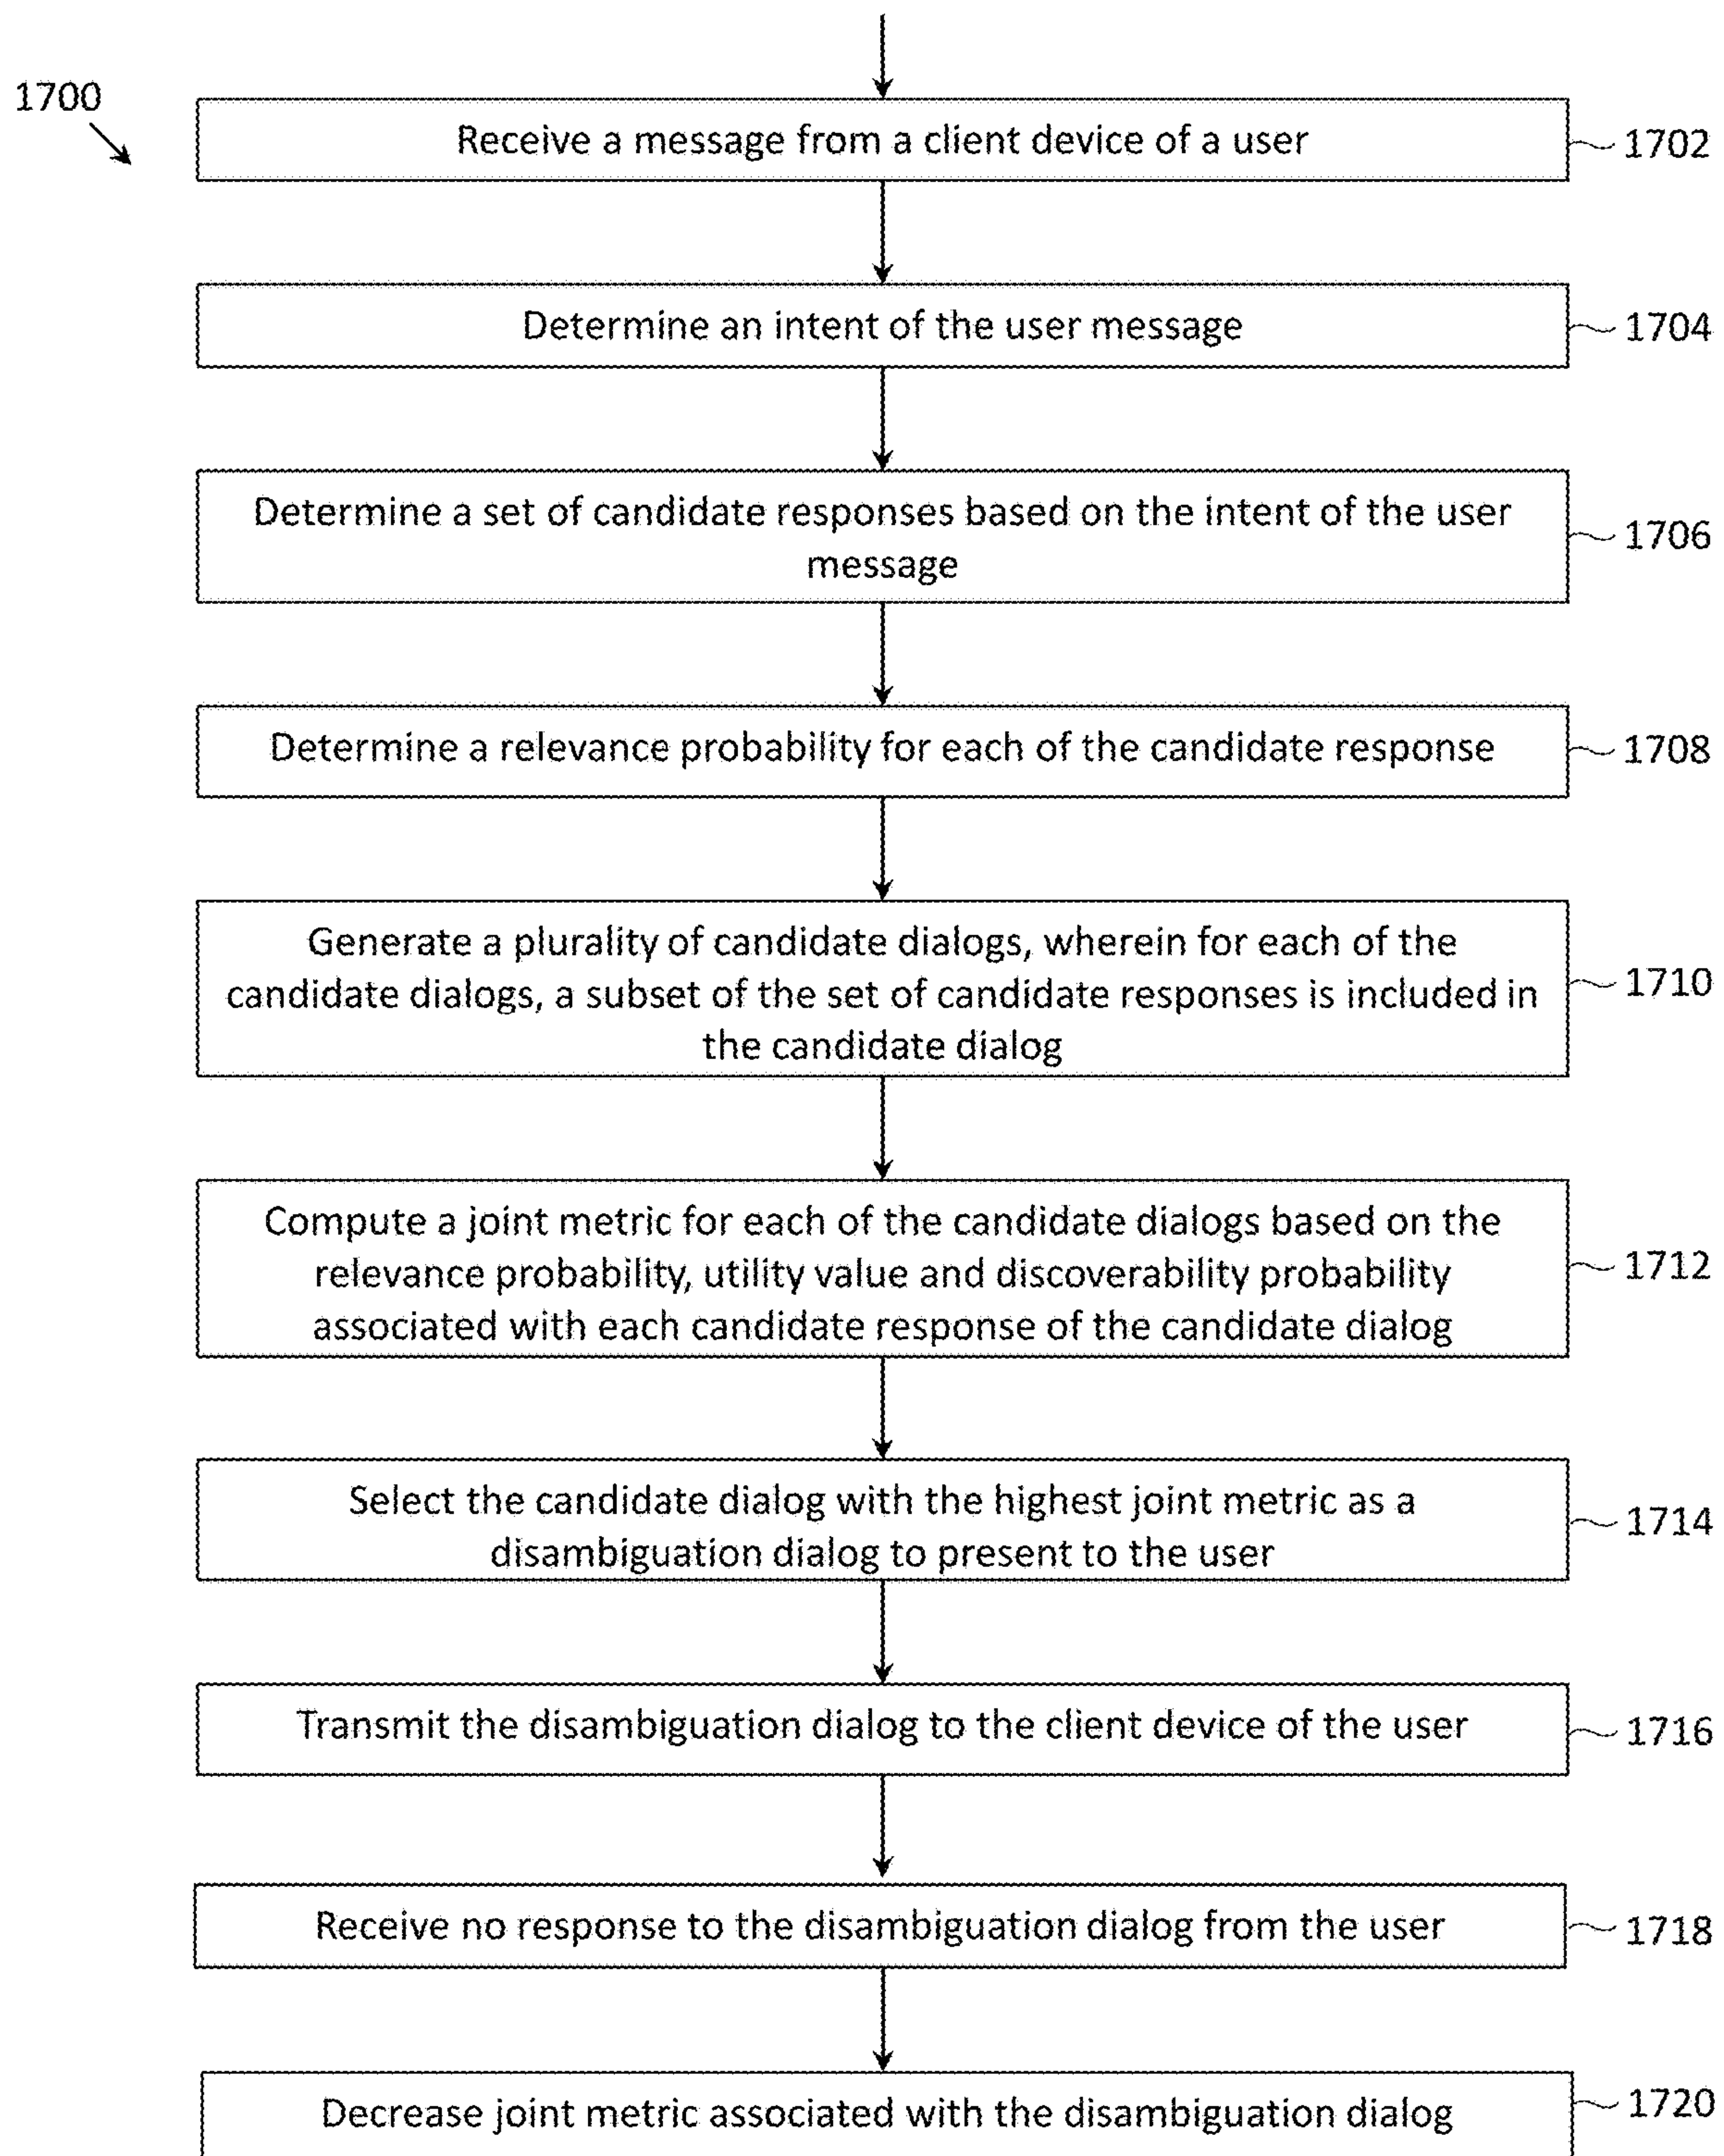 1700
Receive a message from a client device of a user
1702
Determine an intent of the user message
1704
Determine a set of candidate responses based on the intent of the user
message
1706
Determine a relevance probability for each of the candidate response
1708
Generate a plurality of candidate dialogs, wherein for each of the
candidate dialogs, a subset of the set of candidate responses is included in
the candidate dialog
1710
Compute a joint metric for each of the candidate dialogs based on the
relevance probability, utility value and discoverability probability
associated with each candidate response of the candidate dialog
1712
Select the candidate dialog with the highest joint metric as a
disambiguation dialog to present to the user
1714
Transmit the disambiguation dialog to the client device of the user
1716
Receive no response to the disambiguation dialog from the user
1718
Decrease joint metric associated with the disambiguation dialog
1720